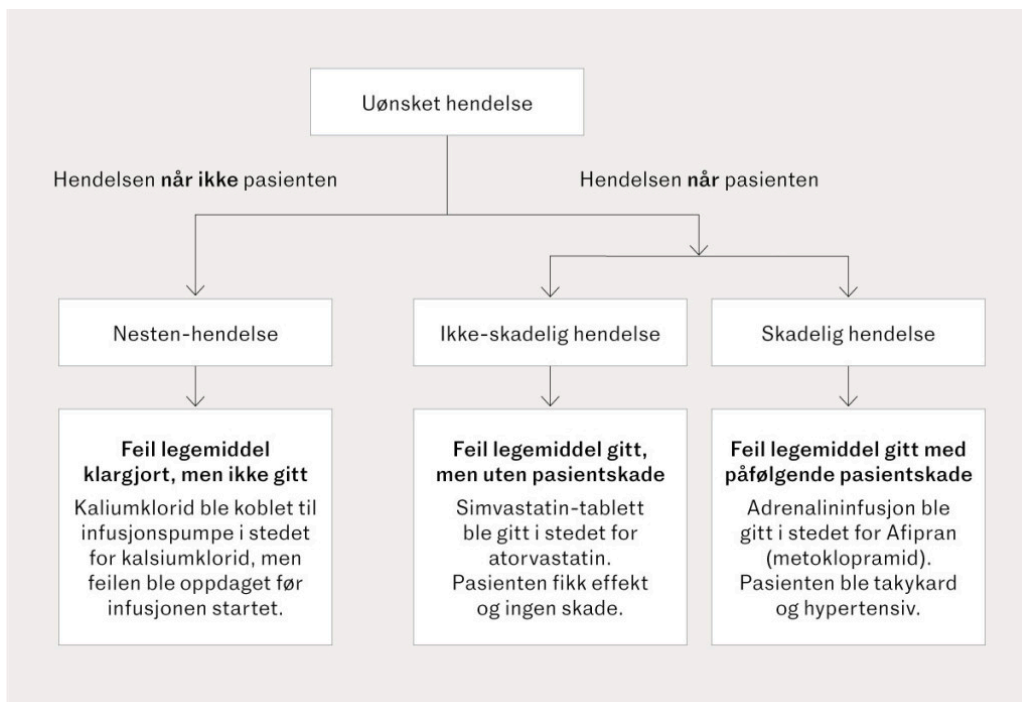 Uønsket hendelse
Hendelsen når ikke pasienten
Hendelsen når pasienten
Nesten-hendelse
Ikke-skadelig hendelse
Skadelig hendelse
Feil legemiddel
klargjort, men ikke gitt
Kaliumklorid ble koblet til
infusjonspumpe i stedet
for kalsiumklorid, men
feilen ble oppdaget før
infusjonen startet.
Feil legemiddel gitt,
men uten pasientskade
Simvastatin-tablett
ble gitt i stedet for
atorvastatin.
Pasienten fikk effekt
og ingen skade.
Feil legemiddel gitt med
påfølgende pasientskade
Adrenalininfusjon ble
gitt i stedet for Afipran
(metoklopramid).
Pasienten ble takykard
og hypertensiv.